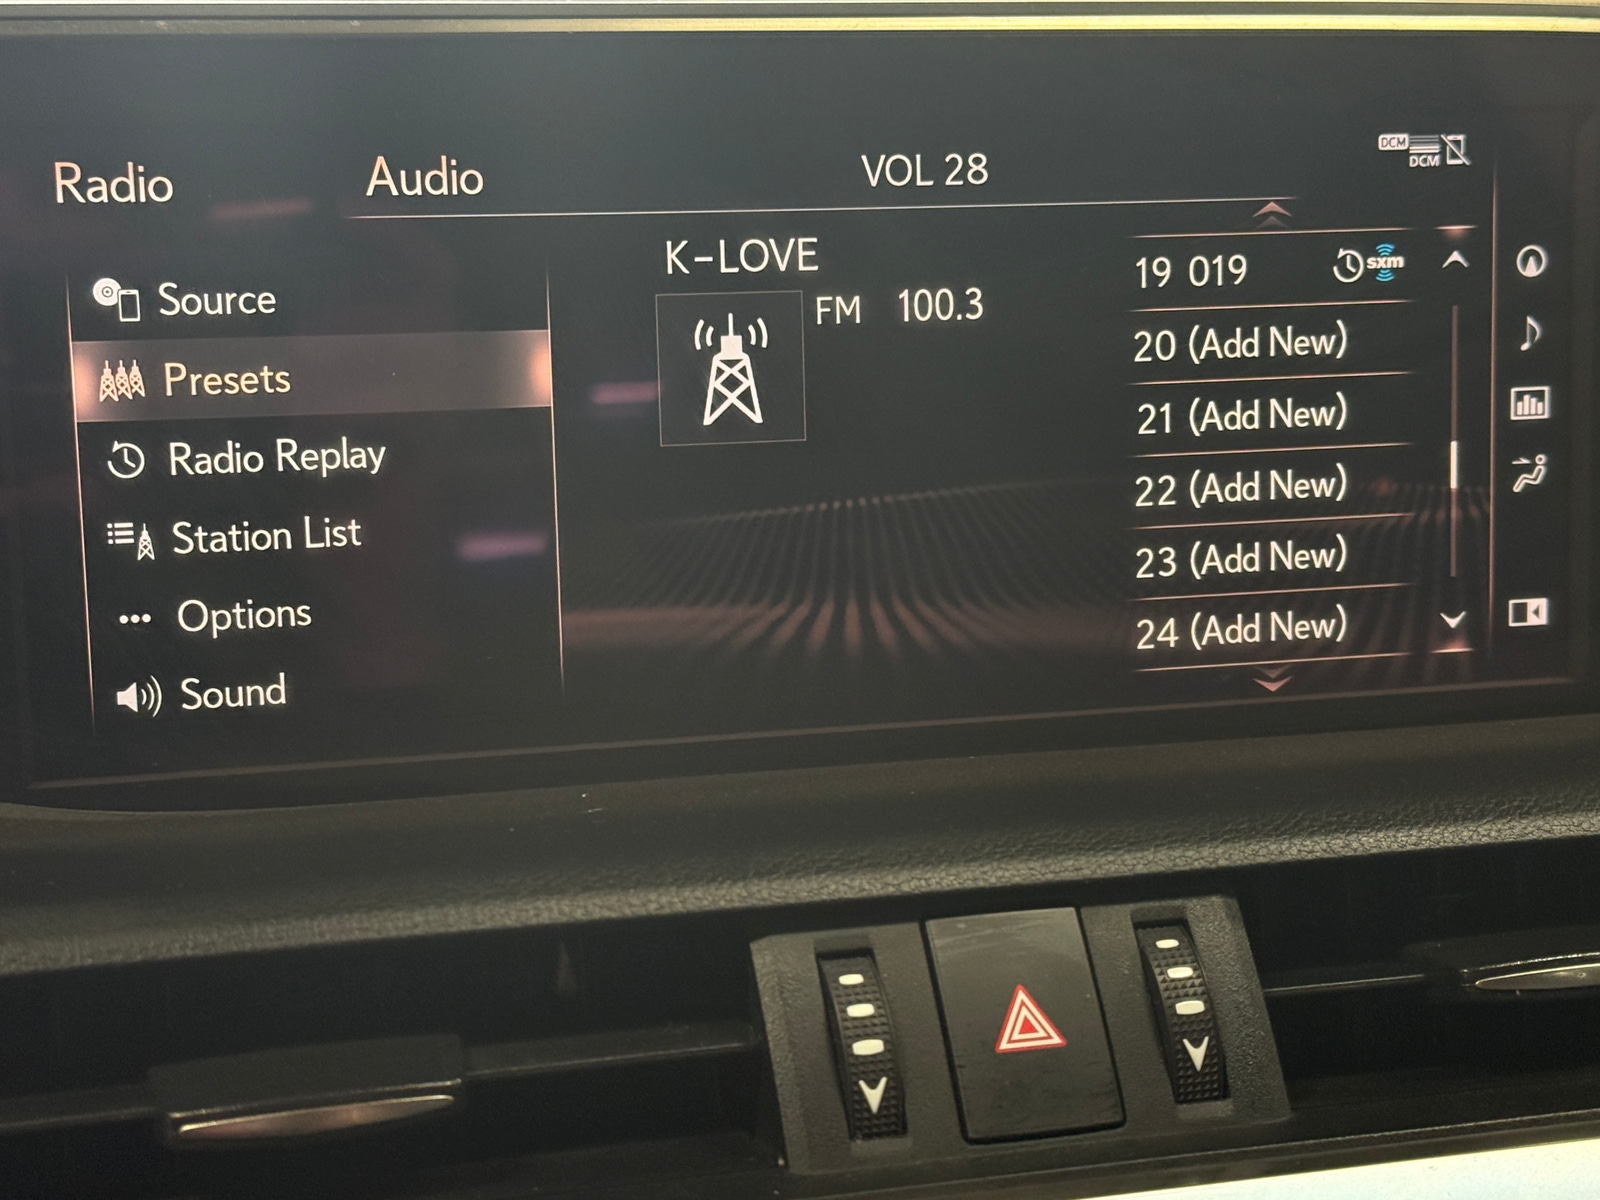 Radio
Audio
VOL 28
DCM
DCM
Source
Presets
Radio Replay
Station List
Options
Sound
K-LOVE
FM 100.3
19 019 sxm
20 (Add New)
21 (Add New)
22 (Add New)
23 (Add New)
24 (Add New)